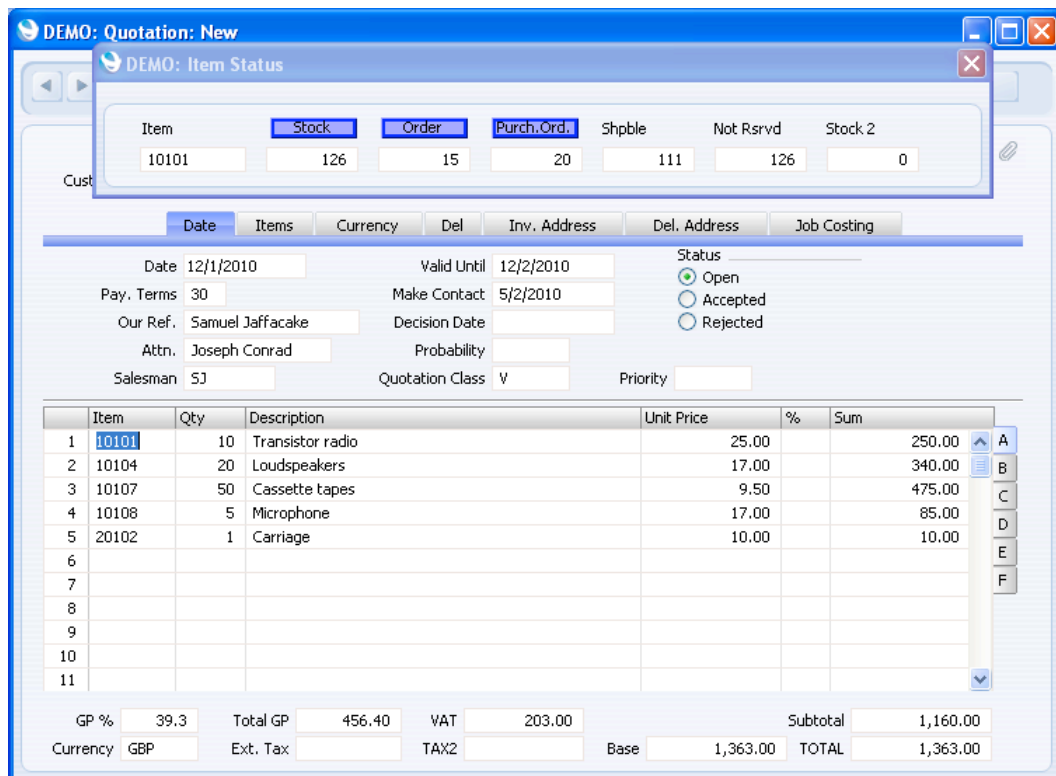 DEMO: Quotation: New
DEMO: Item Status
Item Stock Order Purch.Ord. Shpble Not Rsrvd Stock 2
10101 126 15 20 111 126 0
Cust
Date Items Currency Del Inv. Address Del. Address Job Costing
Date 12/1/2010 Valid Until 12/2/2010 Status
Open
Pay. Terms 30 Make Contact 5/2/2010 Accepted
Our Ref. Samuel Jaffacake Decision Date Rejected
Attn. Joseph Conrad Probability
Salesman SJ Quotation Class V Priority
Item Qty Description Unit Price % Sum
1 10101 10 Transistor radio 25.00 250.00 A
2 10104 20 Loudspeakers 17.00 340.00 B
3 10107 50 Cassette tapes 9.50 475.00 C
4 10108 5 Microphone 17.00 85.00 D
5 20102 1 Carriage 10.00 10.00 E
6
7 F
8
9
10
11
GP % 39.3 Total GP 456.40 VAT 203.00 Subtotal 1,160.00
Currency GBP Ext. Tax TAX2 Base 1,363.00 TOTAL 1,363.00